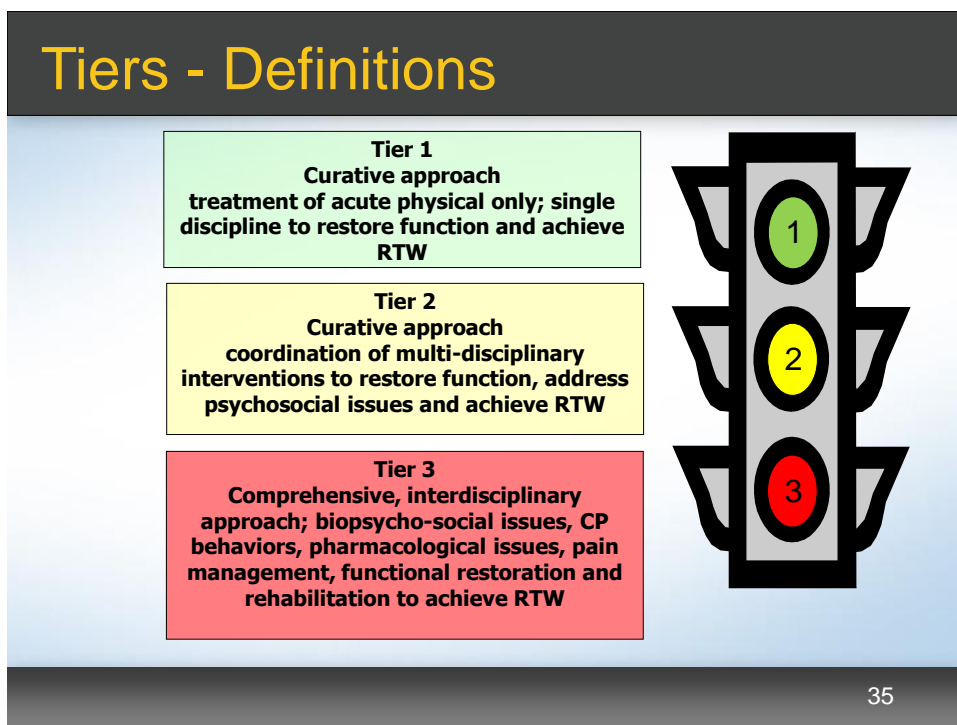 Tiers - Definitions
Tier 1
Curative approach
treatment of acute physical only; single
discipline to restore function and achieve
RTW
1
Tier 2
Curative approach
coordination of multi-disciplinary
interventions to restore function, address
psychosocial issues and achieve RTW
2
Tier 3
Comprehensive, interdisciplinary
approach; biopsycho-social issues, CP
behaviors, pharmacological issues, pain
management, functional restoration and
rehabilitation to achieve RTW
3
35